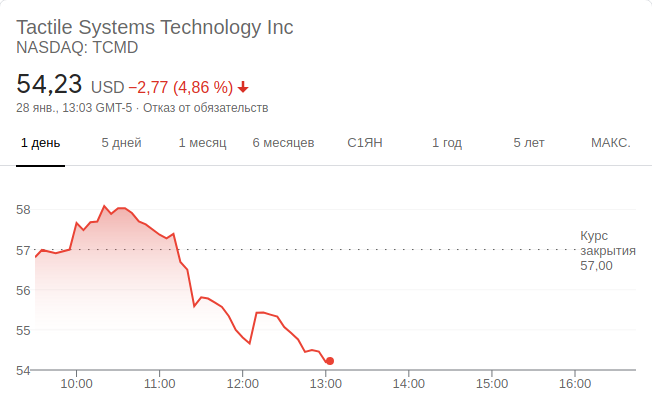 Tactile Systems Technology Inc
NASDAQ: TCMD
54,23 USD −2,77 (4,86 %)
28 янв., 13:03 GMT-5 · Отказ от обязательств
1 день 5 дней 1 месяц 6 месяцев С1ЯН 1 год 5 лет МАКС.
58
57
56
55
54
Курс
закрытия
57,00
10:00 11:00 12:00 13:00 14:00 15:00 16:00